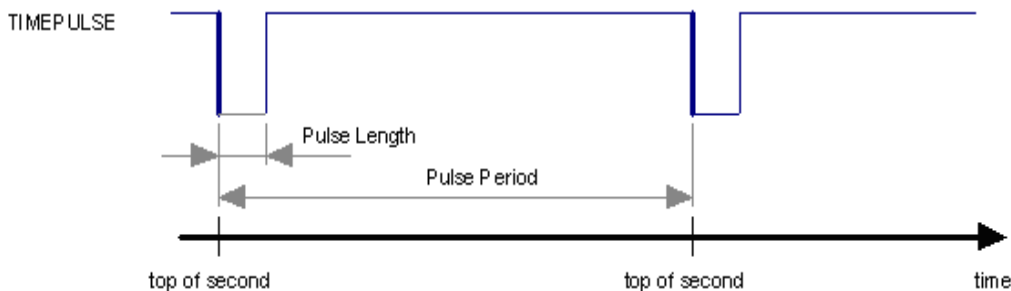 TIMEPULSE
Pulse Length
Pulse Period
top of second
top of second
time